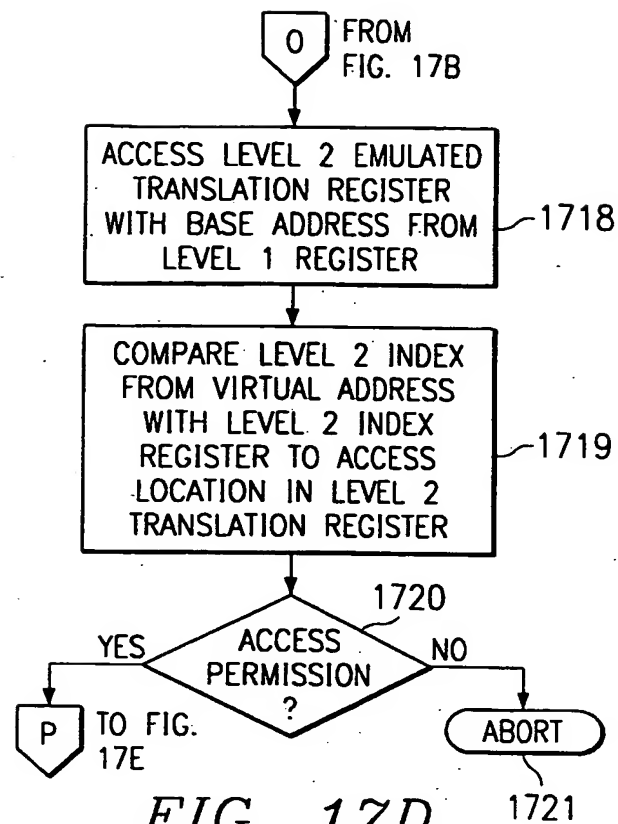 O
FROM
FIG. 17B
ACCESS LEVEL 2 EMULATED
TRANSLATION REGISTER
WITH BASE ADDRESS FROM
LEVEL 1 REGISTER
1718
COMPARE LEVEL 2 INDEX
FROM VIRTUAL ADDRESS
WITH LEVEL 2 INDEX
REGISTER TO ACCESS
LOCATION IN LEVEL 2
TRANSLATION REGISTER
1719
1720
YES
ACCESS
PERMISSION
?
NO
P
TO FIG.
17E
ABORT
1721
FIG. 17D